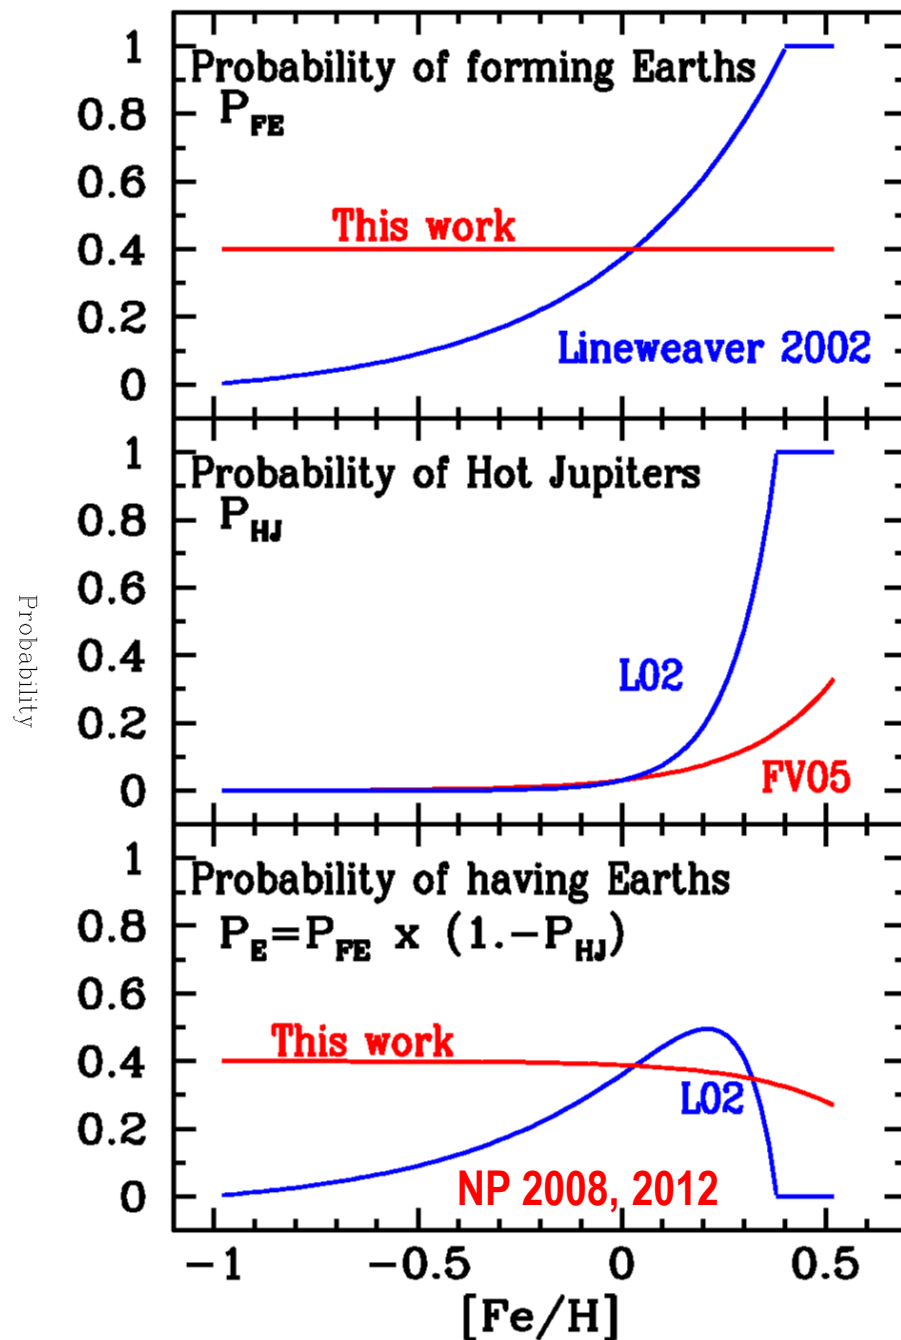 Probability
1
0.8
0.6
0.4
0.2
0
Probability of forming Earths
P_FE
This work
Lineweaver 2002
1
0.8
0.6
0.4
0.2
0
Probability of Hot Jupiters
P_HJ
L02
FV05
1
0.8
0.6
0.4
0.2
0
Probability of having Earths
P_E=P_FE x (1.-P_HJ)
This work
L02
NP 2008, 2012
-1 -0.5 0 0.5
[Fe/H]